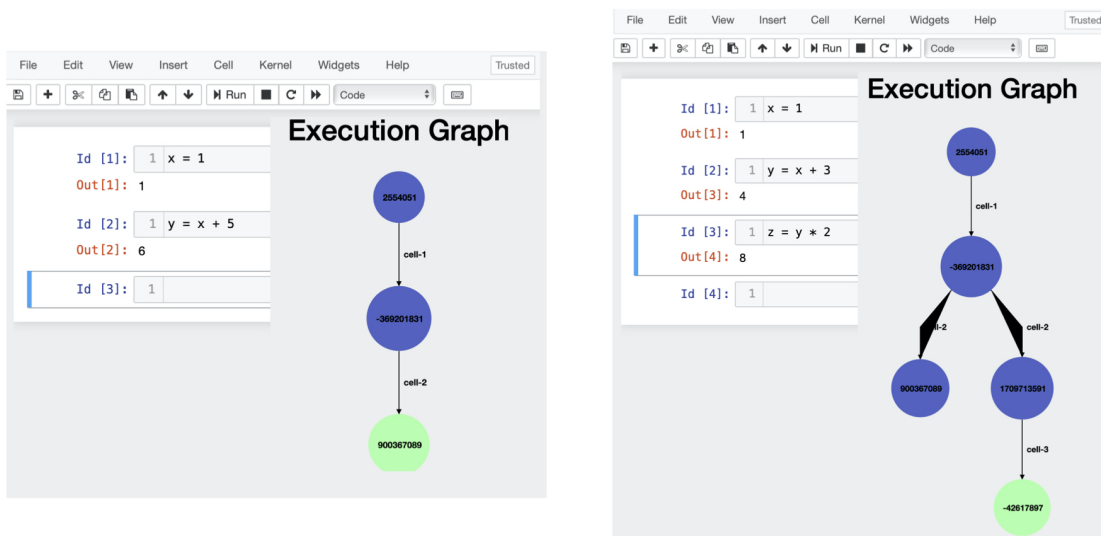 File Edit View Insert Cell Kernel Widgets Help Trusted
Run Code
Execution Graph
Id [1]: 1 x = 1
Out[1]: 1
Id [2]: 1 y = x + 5
Out[2]: 6
Id [3]: 1
2554051
cell-1
-369201831
cell-2
900367089
File Edit View Insert Cell Kernel Widgets Help Trusted
Run Code
Execution Graph
Id [1]: 1 x = 1
Out[1]: 1
Id [2]: 1 y = x + 3
Out[3]: 4
Id [3]: 1 z = y * 2
Out[4]: 8
Id [4]: 1
2554051
cell-1
-369201831
cell-2
900367089 1709713591
cell-3
-42617897